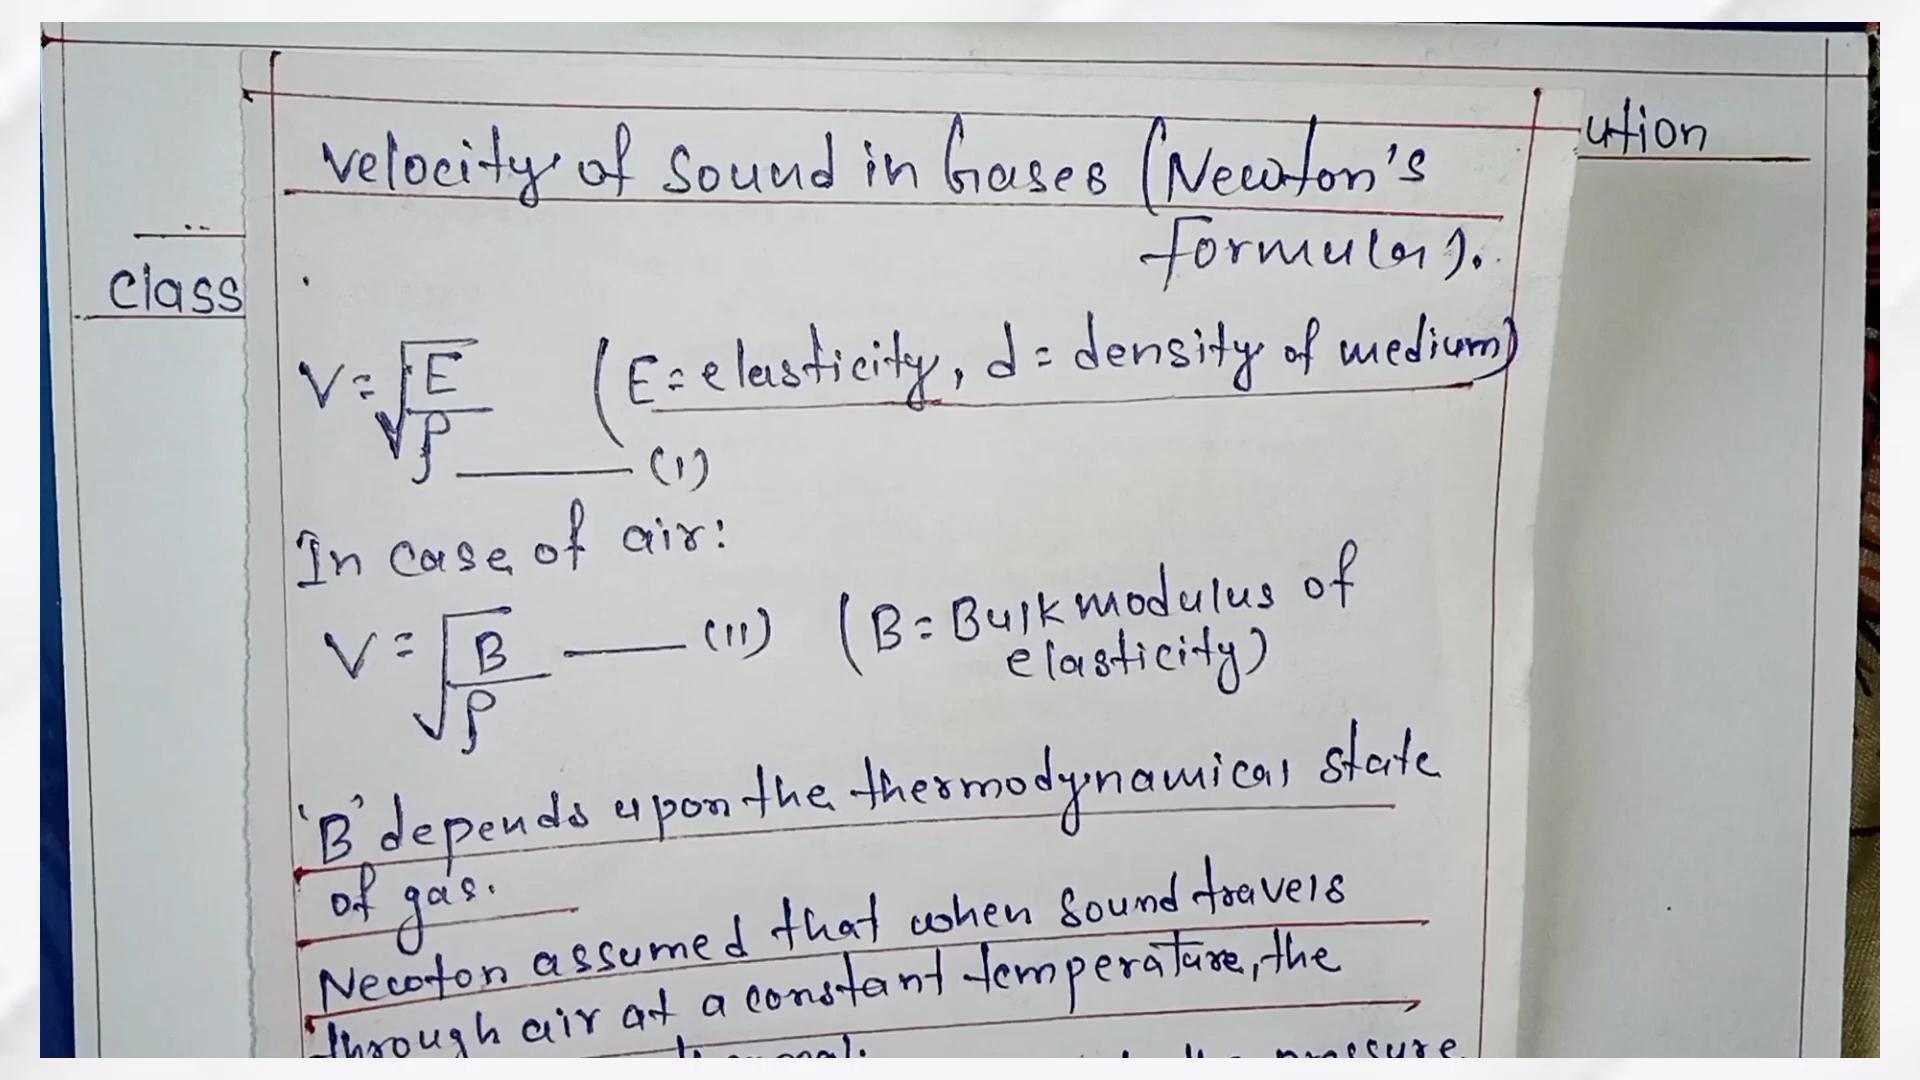 ution
class
Velocity of sound in Gases (Newton's
formula).
V = √E/ρ (E = elasticity, d = density of medium)
——— (I)
In case of air:
V = √B/ρ —— (II) (B = Bulk modulus of
elasticity)
'B' depends upon the thermodynamical state
of gas.
Newton assumed that when sound travels
through air at a constant temperature, the
pressure